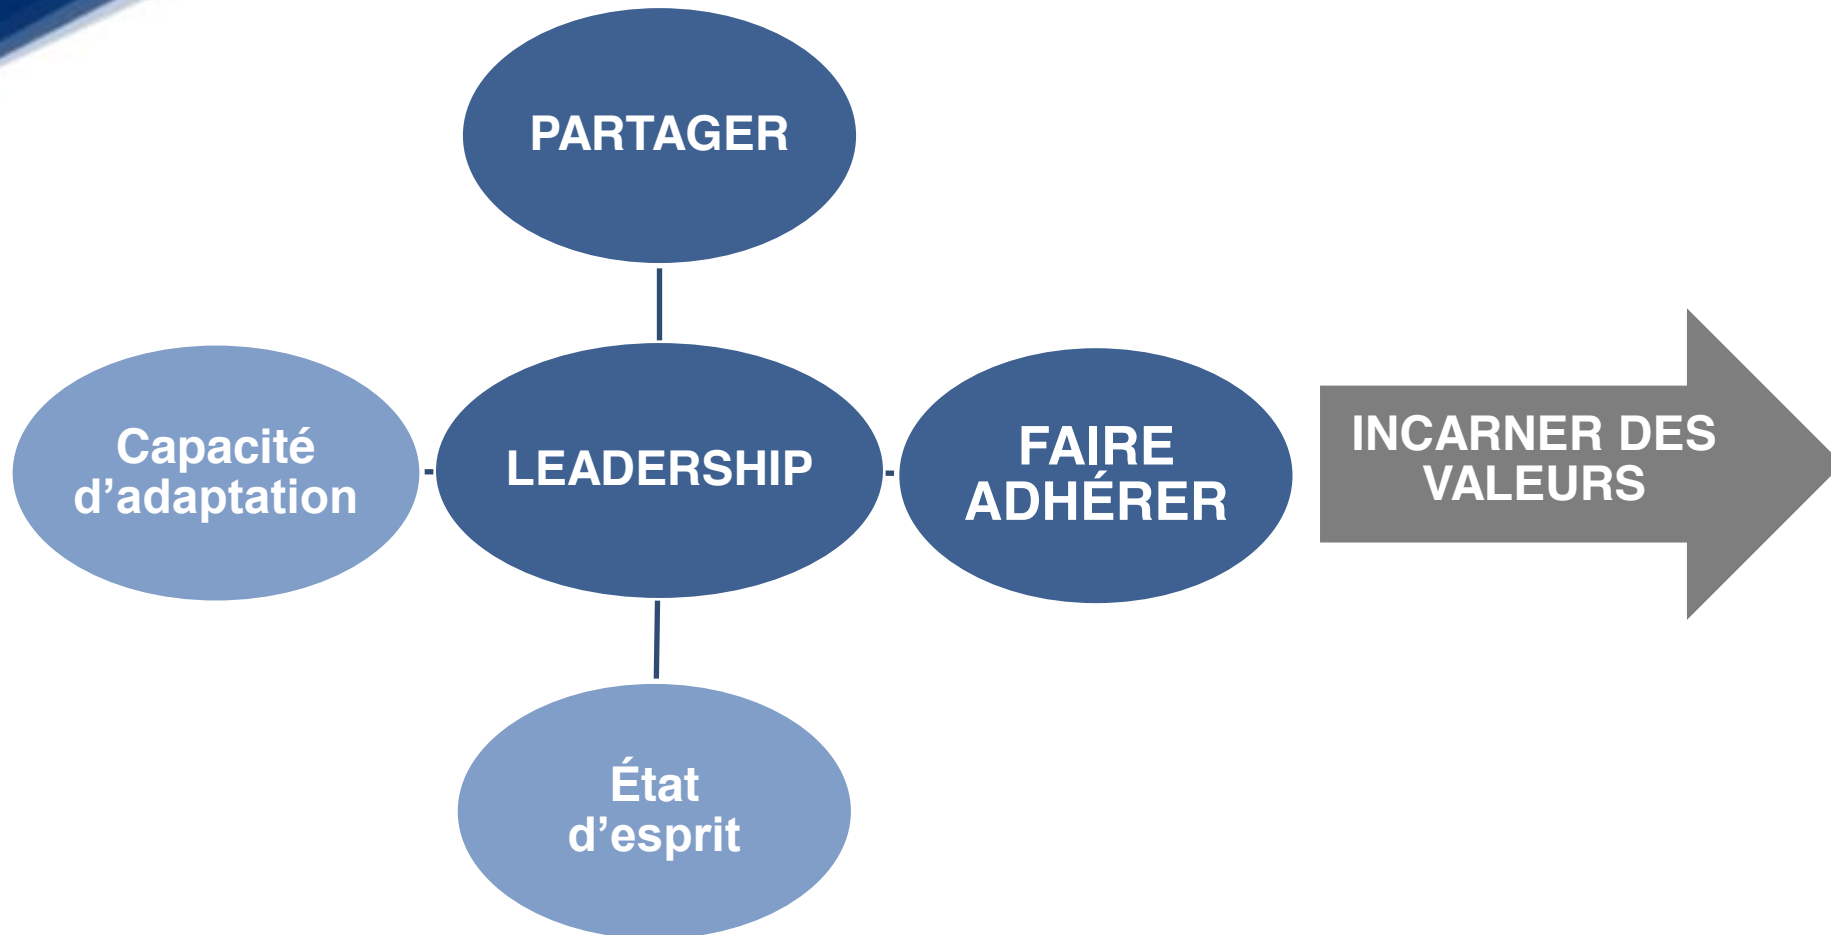 PARTAGER
Capacité
d’adaptation
LEADERSHIP
FAIRE
ADHÉRER
INCARNER DES
VALEURS
État
d’esprit